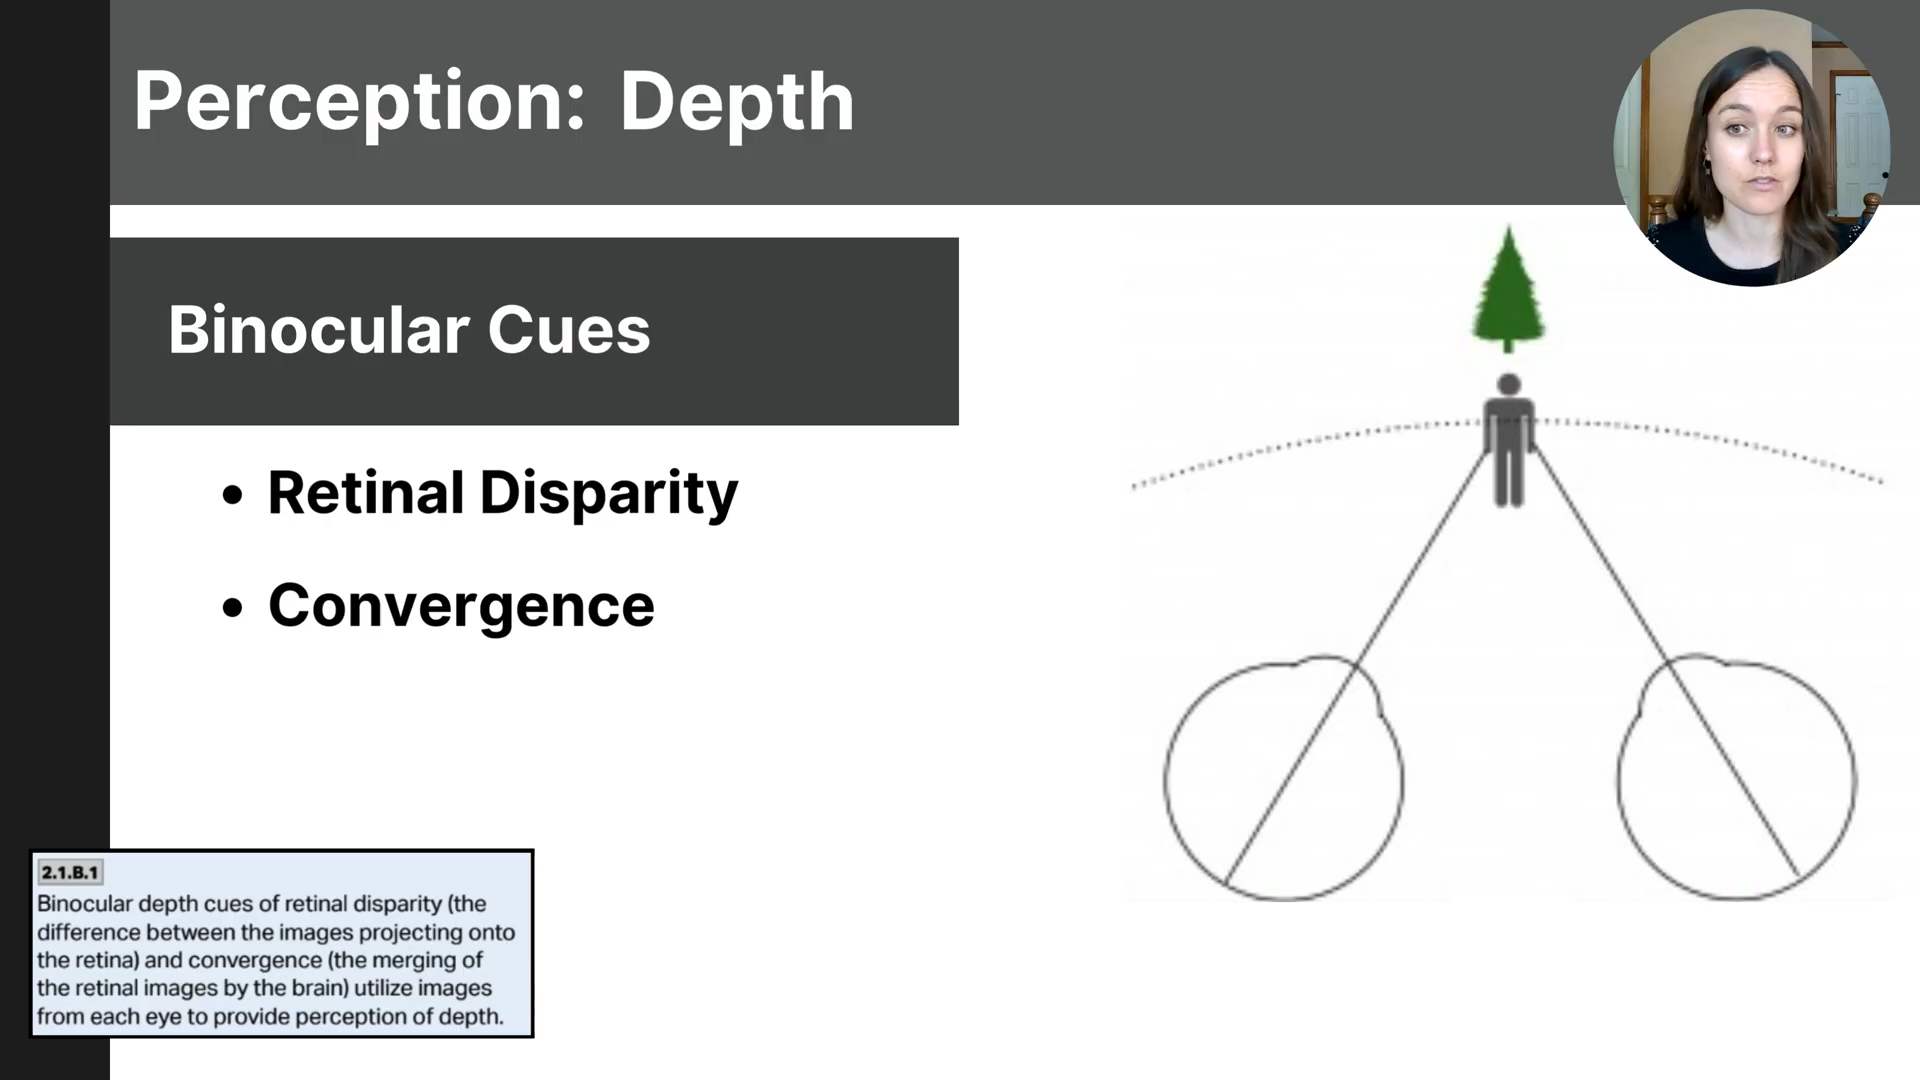 Perception: Depth
Binocular Cues
• Retinal Disparity
• Convergence
2.1.B.1
Binocular depth cues of retinal disparity (the
difference between the images projecting onto
the retina) and convergence (the merging of
the retinal images by the brain) utilize images
from each eye to provide perception of depth.